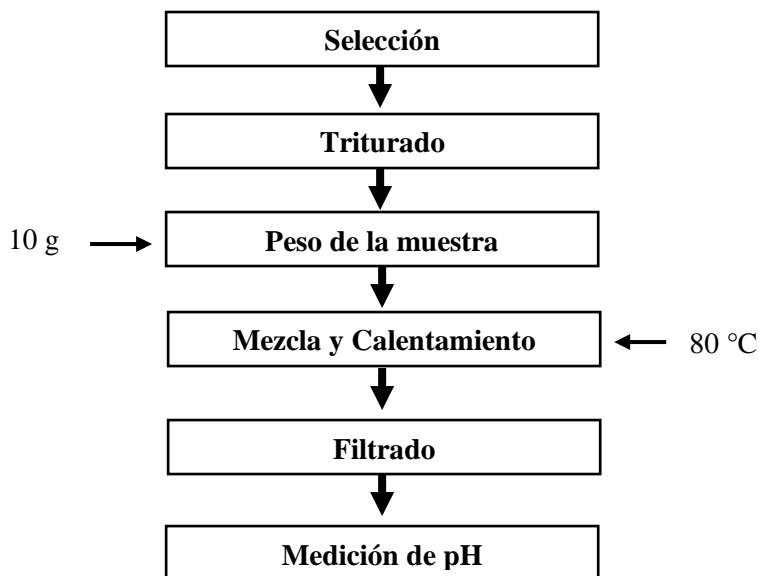 Selección
Triturado
10 g
Peso de la muestra
Mezcla y Calentamiento
80 °C
Filtrado
Medición de pH